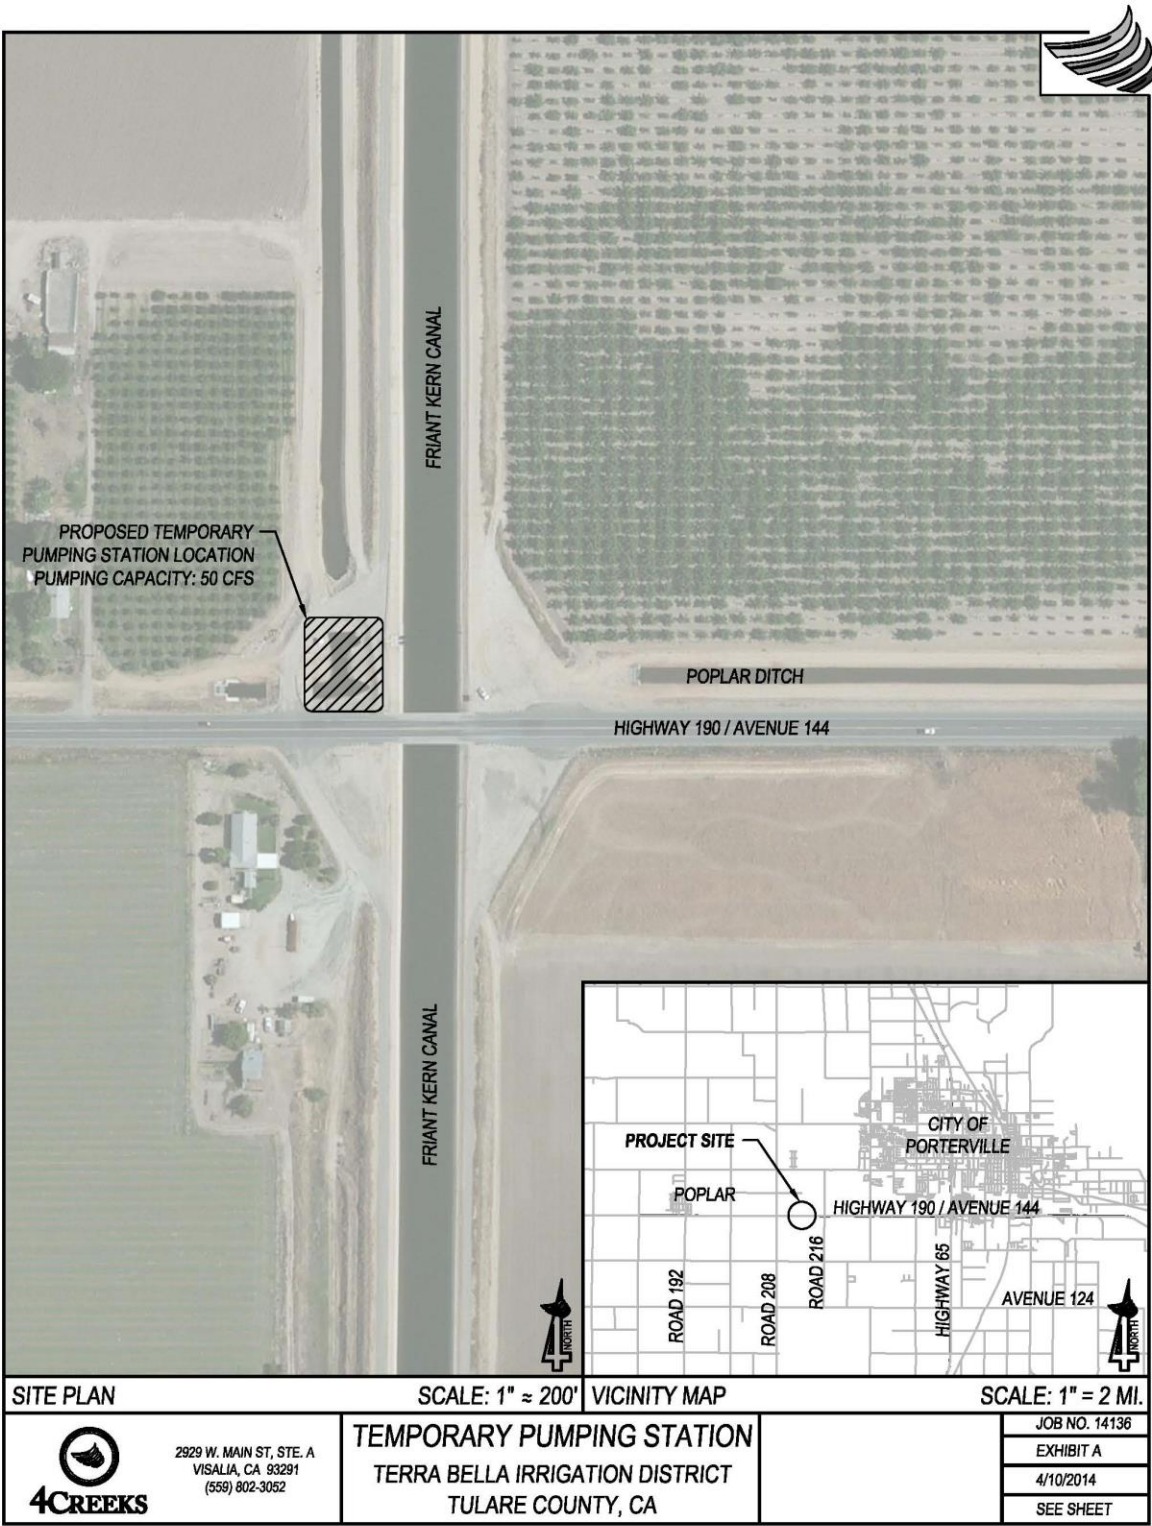 FRIANT KERN CANAL
PROPOSED TEMPORARY
PUMPING STATION LOCATION
PUMPING CAPACITY: 50 CFS
POPLAR DITCH
HIGHWAY 190 / AVENUE 144
FRIANT KERN CANAL
NORTH
CITY OF
PORTERVILLE
PROJECT SITE
POPLAR
HIGHWAY 190 / AVENUE 144
ROAD 192
ROAD 208
ROAD 216
HIGHWAY 65
AVENUE 124
NORTH
SITE PLAN
SCALE: 1" ≈ 200'
VICINITY MAP
SCALE: 1" = 2 MI.
4CREEKS
2929 W. MAIN ST, STE. A
VISALIA, CA 93291
(559) 802-3052
TEMPORARY PUMPING STATION
TERRA BELLA IRRIGATION DISTRICT
TULARE COUNTY, CA
JOB NO. 14136
EXHIBIT A
4/10/2014
SEE SHEET